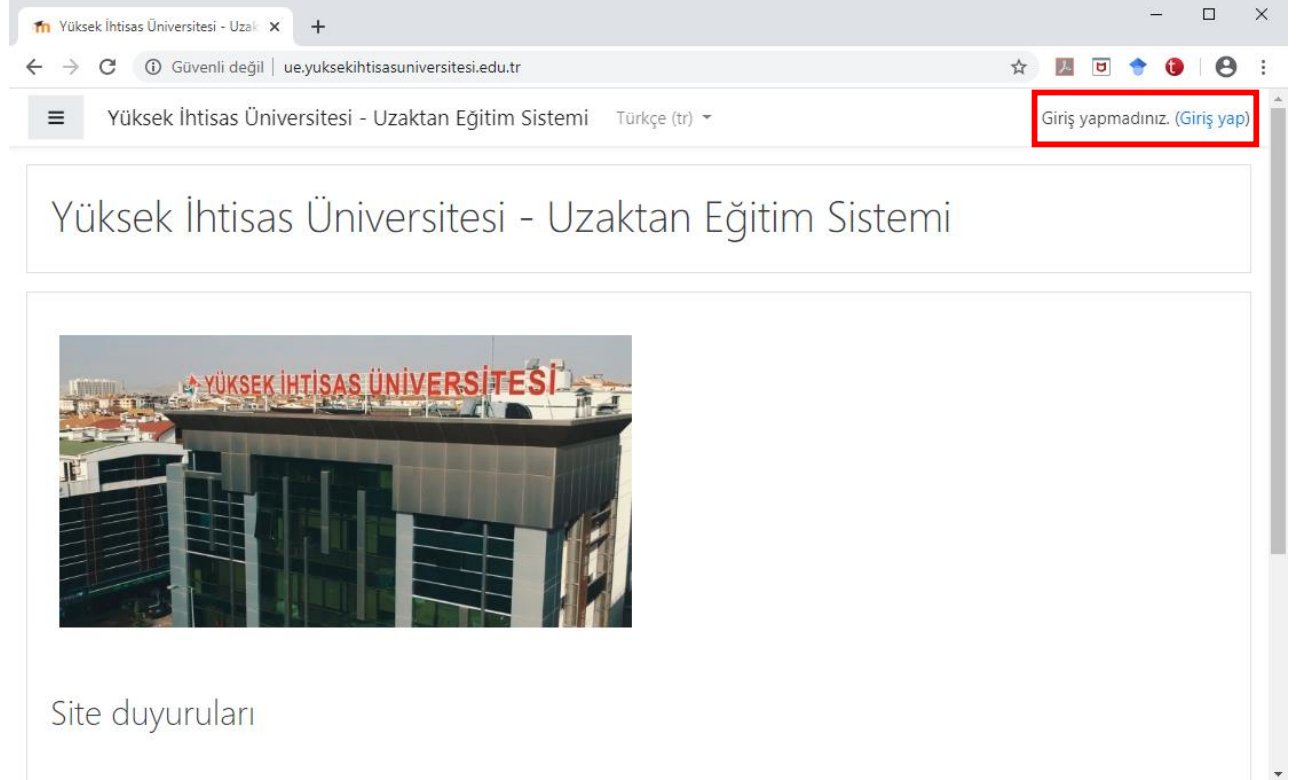 Yüksek İhtisas Üniversitesi - Uzak
Güvenli değil | ue.yuksekihtisasuniversitesi.edu.tr
Yüksek İhtisas Üniversitesi - Uzaktan Eğitim Sistemi Türkçe (tr) Giriş yapmadınız. (Giriş yap)
Yüksek İhtisas Üniversitesi - Uzaktan Eğitim Sistemi
YÜKSEK İHTİSAS ÜNİVERSİTESİ
Site duyuruları